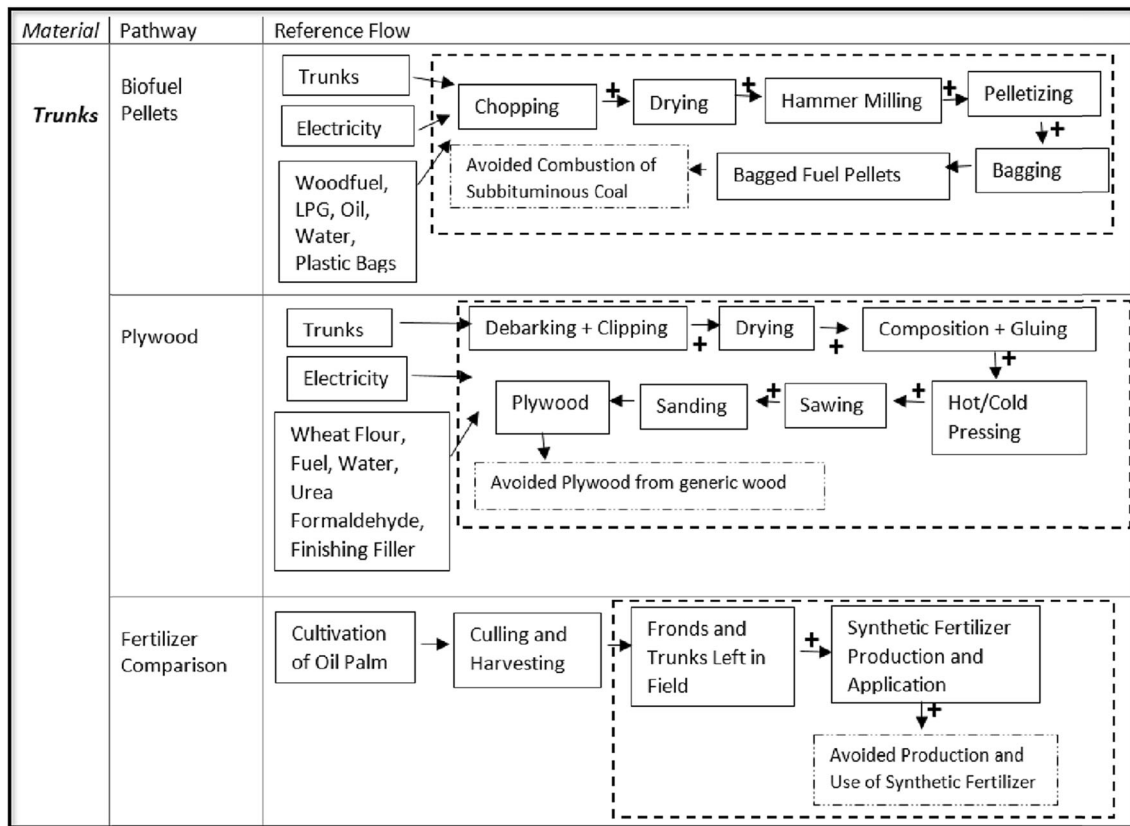 Material
Pathway
Reference Flow
Trunks
Biofuel
Pellets
Trunks
Electricity
Woodfuel,
LPG, Oil,
Water,
Plastic Bags
Chopping
+
Drying
+
Hammer Milling
+
Pelletizing
+
Bagging
Bagged Fuel Pellets
Avoided Combustion of
Subbituminous Coal
Plywood
Trunks
Electricity
Wheat Flour,
Fuel, Water,
Urea
Formaldehyde,
Finishing Filler
Debarking + Clipping
+
Drying
+
Composition + Gluing
+
Hot/Cold
Pressing
+
Sawing
+
Sanding
Plywood
Avoided Plywood from generic wood
Fertilizer
Comparison
Cultivation
of Oil Palm
Culling and
Harvesting
Fronds and
Trunks Left in
Field
+
Synthetic Fertilizer
Production and
Application
+
Avoided Production and
Use of Synthetic Fertilizer